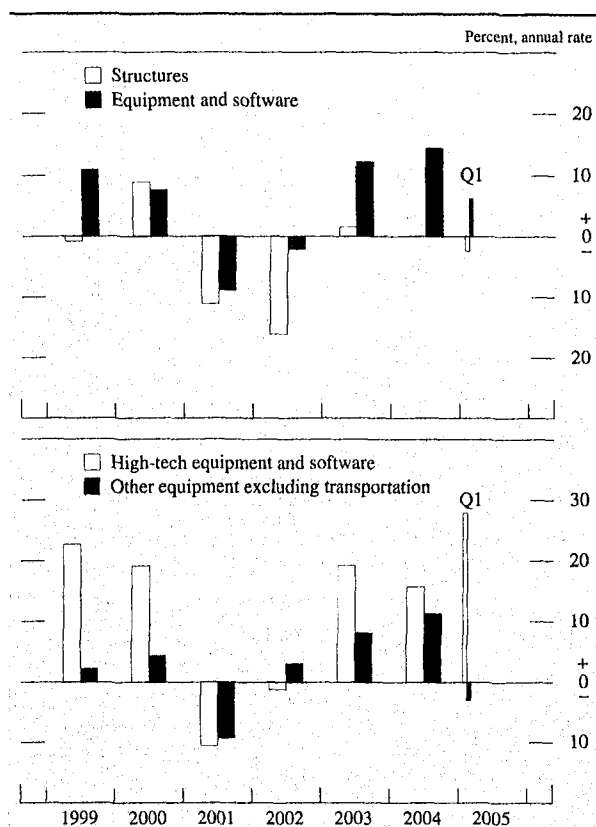 Percent, annual rate
Structures
Equipment and software
20
10
Q1
+
0
−
10
20
High-tech equipment and software
Other equipment excluding transportation
Q1
30
20
10
+
0
−
10
1999 2000 2001 2002 2003 2004 2005